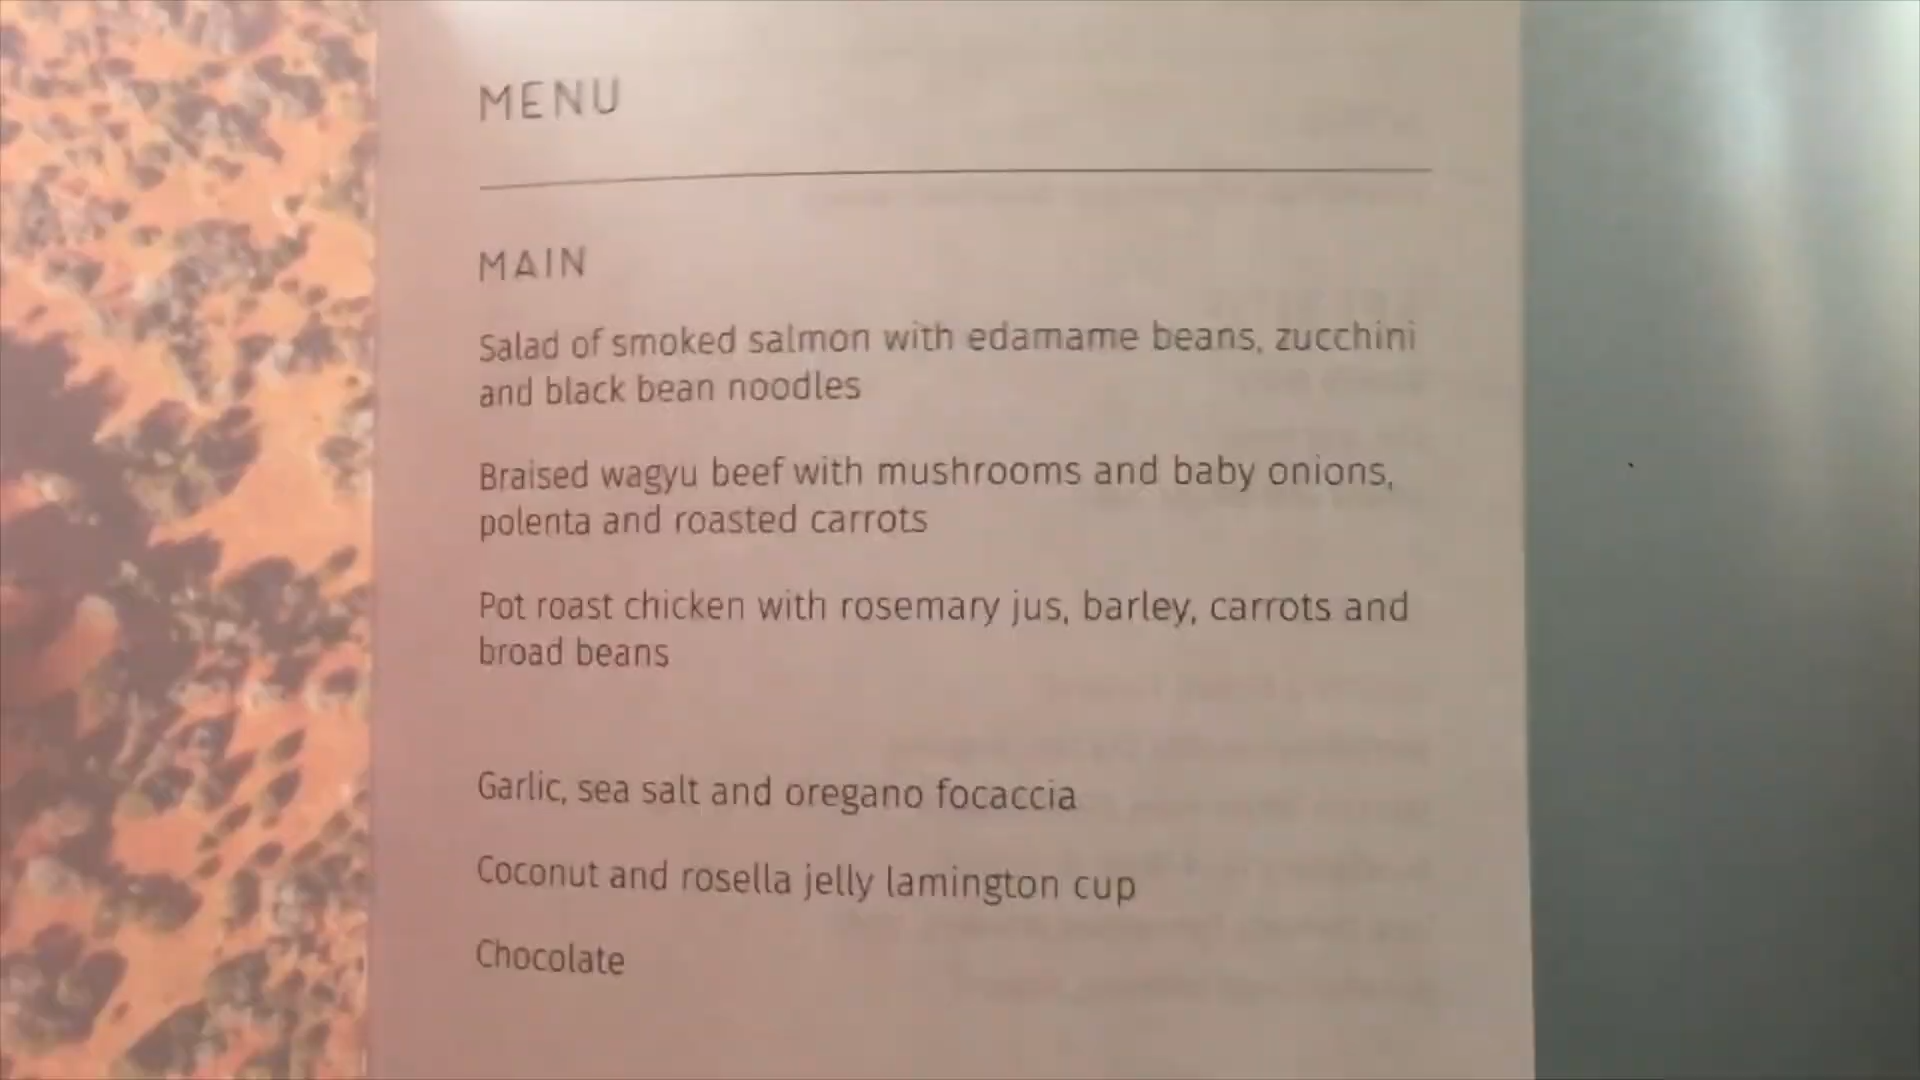 MENU
MAIN
Salad of smoked salmon with edamame beans, zucchini
and black bean noodles
Braised wagyu beef with mushrooms and baby onions,
polenta and roasted carrots
Pot roast chicken with rosemary jus, barley, carrots and
broad beans
Garlic, sea salt and oregano focaccia
Coconut and rosella jelly lamington cup
Chocolate